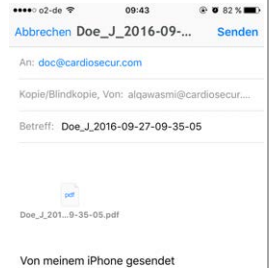 o2-de 09:43 82 %
Abbrechen Doe_J_2016-09-... Senden
An: doc@cardiosecur.com
Kopie/Blindkopie, Von: alqawasmi@cardiosecur....
Betreff: Doe_J_2016-09-27-09-35-05
pdf
Doe_J_201...9-35-05.pdf
Von meinem iPhone gesendet